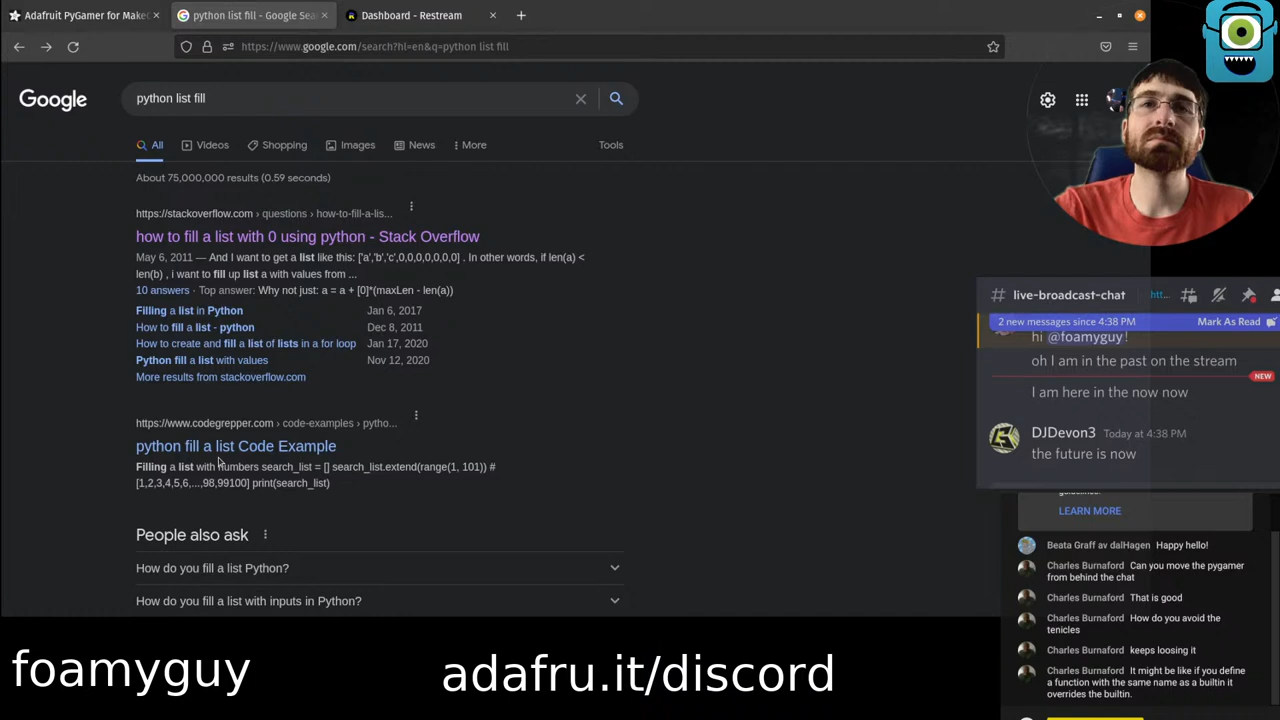 Adafruit PyGamer for MakeC
python list fill - Google Sea
Dashboard - Restream
https://www.google.com/search?hl=en&q=python list fill
Google
python list fill
All
Videos
Shopping
Images
News
More
Tools
About 75,000,000 results (0.59 seconds)
https://stackoverflow.com › questions › how-to-fill-a-lis...
how to fill a list with 0 using python - Stack Overflow
May 6, 2011 — And I want to get a list like this: ['a','b','c',0,0,0,0,0,0,0] . In other words, if len(a) <
len(b) , i want to fill up list a with values from ...
10 answers · Top answer: Why not just: a = a + [0]*(maxLen - len(a))
Filling a list in Python Jan 6, 2017
How to fill a list - python Dec 8, 2011
How to create and fill a list of lists in a for loop Jan 17, 2020
Python fill a list with values Nov 12, 2020
More results from stackoverflow.com
https://www.codegrepper.com › code-examples › pytho...
python fill a list Code Example
Filling a list with numbers search_list = [] search_list.extend(range(1, 101)) #
[1,2,3,4,5,6,...,98,99100] print(search_list)
People also ask
How do you fill a list Python?
How do you fill a list with inputs in Python?
# live-broadcast-chat
htt...
2 new messages since 4:38 PM Mark As Read
hi @foamyguy !
oh I am in the past on the stream
NEW
I am here in the now now
DJDevon3 Today at 4:38 PM
the future is now
LEARN MORE
Beata Graff av dalHagen Happy hello!
Charles Burnaford Can you move the pygamer
from behind the chat
Charles Burnaford That is good
Charles Burnaford How do you avoid the
tenicles
Charles Burnaford keeps loosing it
Charles Burnaford It might be like if you define
a function with the same name as a builtin it
overrides the builtin.
foamyguy
adafru.it/discord